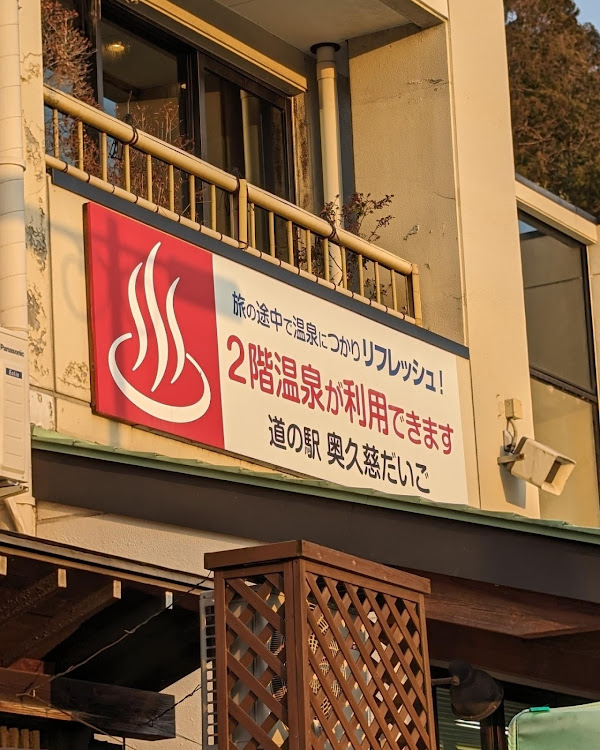 旅の途中で温泉につかりリフレッシュ!
2階温泉が利用できます
道の駅 奥久慈だいご
Panasonic